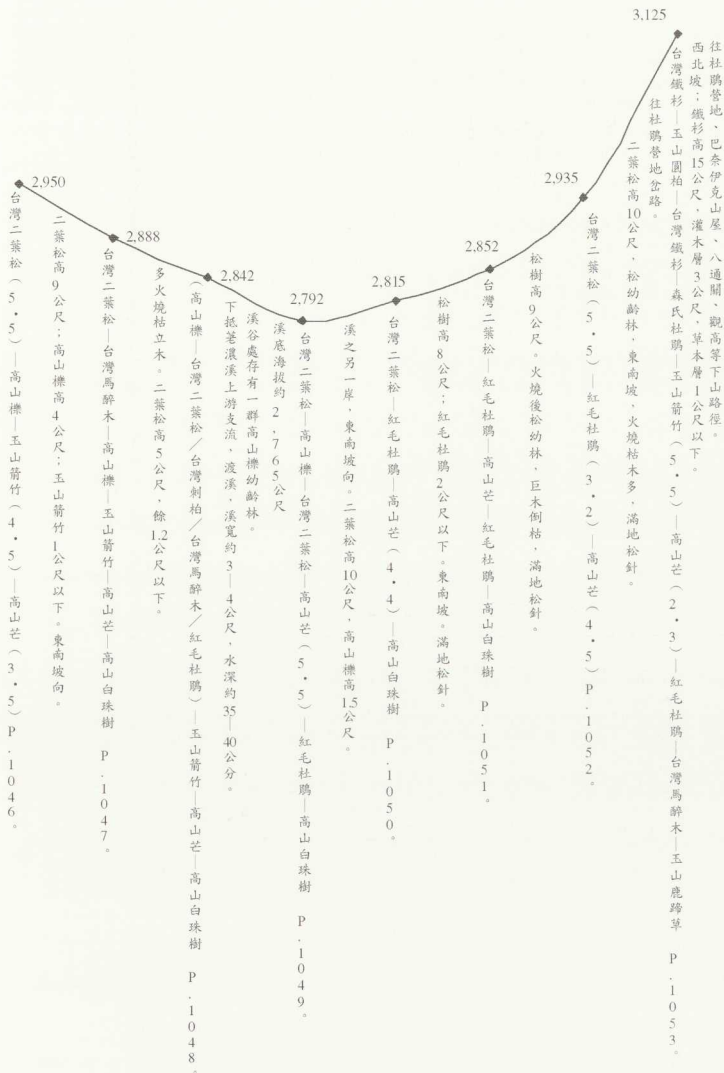 2,950
台灣二葉松（5・5）—高山櫟—玉山箭竹（4・5）—高山芒（3・5）P.1046。
二葉松高9公尺；高山櫟高4公尺；玉山箭竹1公尺以下。東南坡向。
2,888
台灣二葉松—台灣馬醉木—高山櫟—玉山箭竹—高山芒—高山白珠樹 P.1047。
多火燒枯立木。二葉松高5公尺，餘1.2公尺以下。
2,842
（高山櫟／台灣二葉松／台灣刺柏／台灣馬醉木／紅毛杜鵑）—玉山箭竹—高山芒—高山白珠樹 P.1048。
下抵荖濃溪上游支流，渡溪，溪寬約3—4公尺，水深約35—40公分。
溪谷處存有一群高山櫟幼齡林。
溪底海拔約2,765公尺
2,792
台灣二葉松—高山櫟—台灣二葉松—高山芒（5・5）—紅毛杜鵑—高山白珠樹 P.1049。
溪之另一岸，東南坡向。二葉松高10公尺，高山櫟高1.5公尺。
2,815
台灣二葉松—紅毛杜鵑—高山芒（4・4）—高山白珠樹 P.1050。
松樹高8公尺；紅毛杜鵑2公尺以下。東南坡。滿地松針。
2,852
台灣二葉松—紅毛杜鵑—高山芒—紅毛杜鵑—高山白珠樹 P.1051。
松樹高9公尺。火燒後松幼林，巨木倒枯，滿地松針。
2,935
台灣二葉松（5・5）—紅毛杜鵑（3・2）—高山芒（4・5）P.1052。
二葉松高10公尺，松幼齡林，東南坡，火燒枯木多，滿地松針。
往杜鵑營地岔路。
3.125
台灣鐵杉—玉山圓柏—台灣鐵杉—森氏杜鵑—玉山箭竹（5・5）—高山芒（2・3）—紅毛杜鵑—台灣馬醉木—玉山鹿蹄草 P.1053。
西北坡；鐵杉高15公尺，灌木層3公尺，草本層1公尺以下。
往杜鵑營地、巴奈伊克山屋、八通關、觀高等下山路徑。